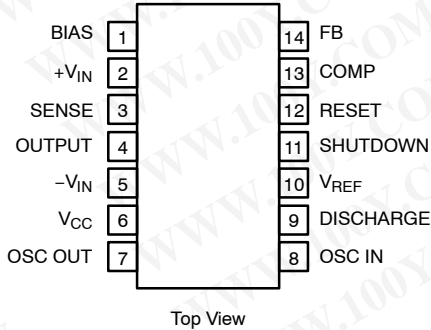 BIAS 1 14 FB
+VIN 2 13 COMP
SENSE 3 12 RESET
OUTPUT 4 11 SHUTDOWN
−VIN 5 10 VREF
VCC 6 9 DISCHARGE
OSC OUT 7 8 OSC IN
Top View